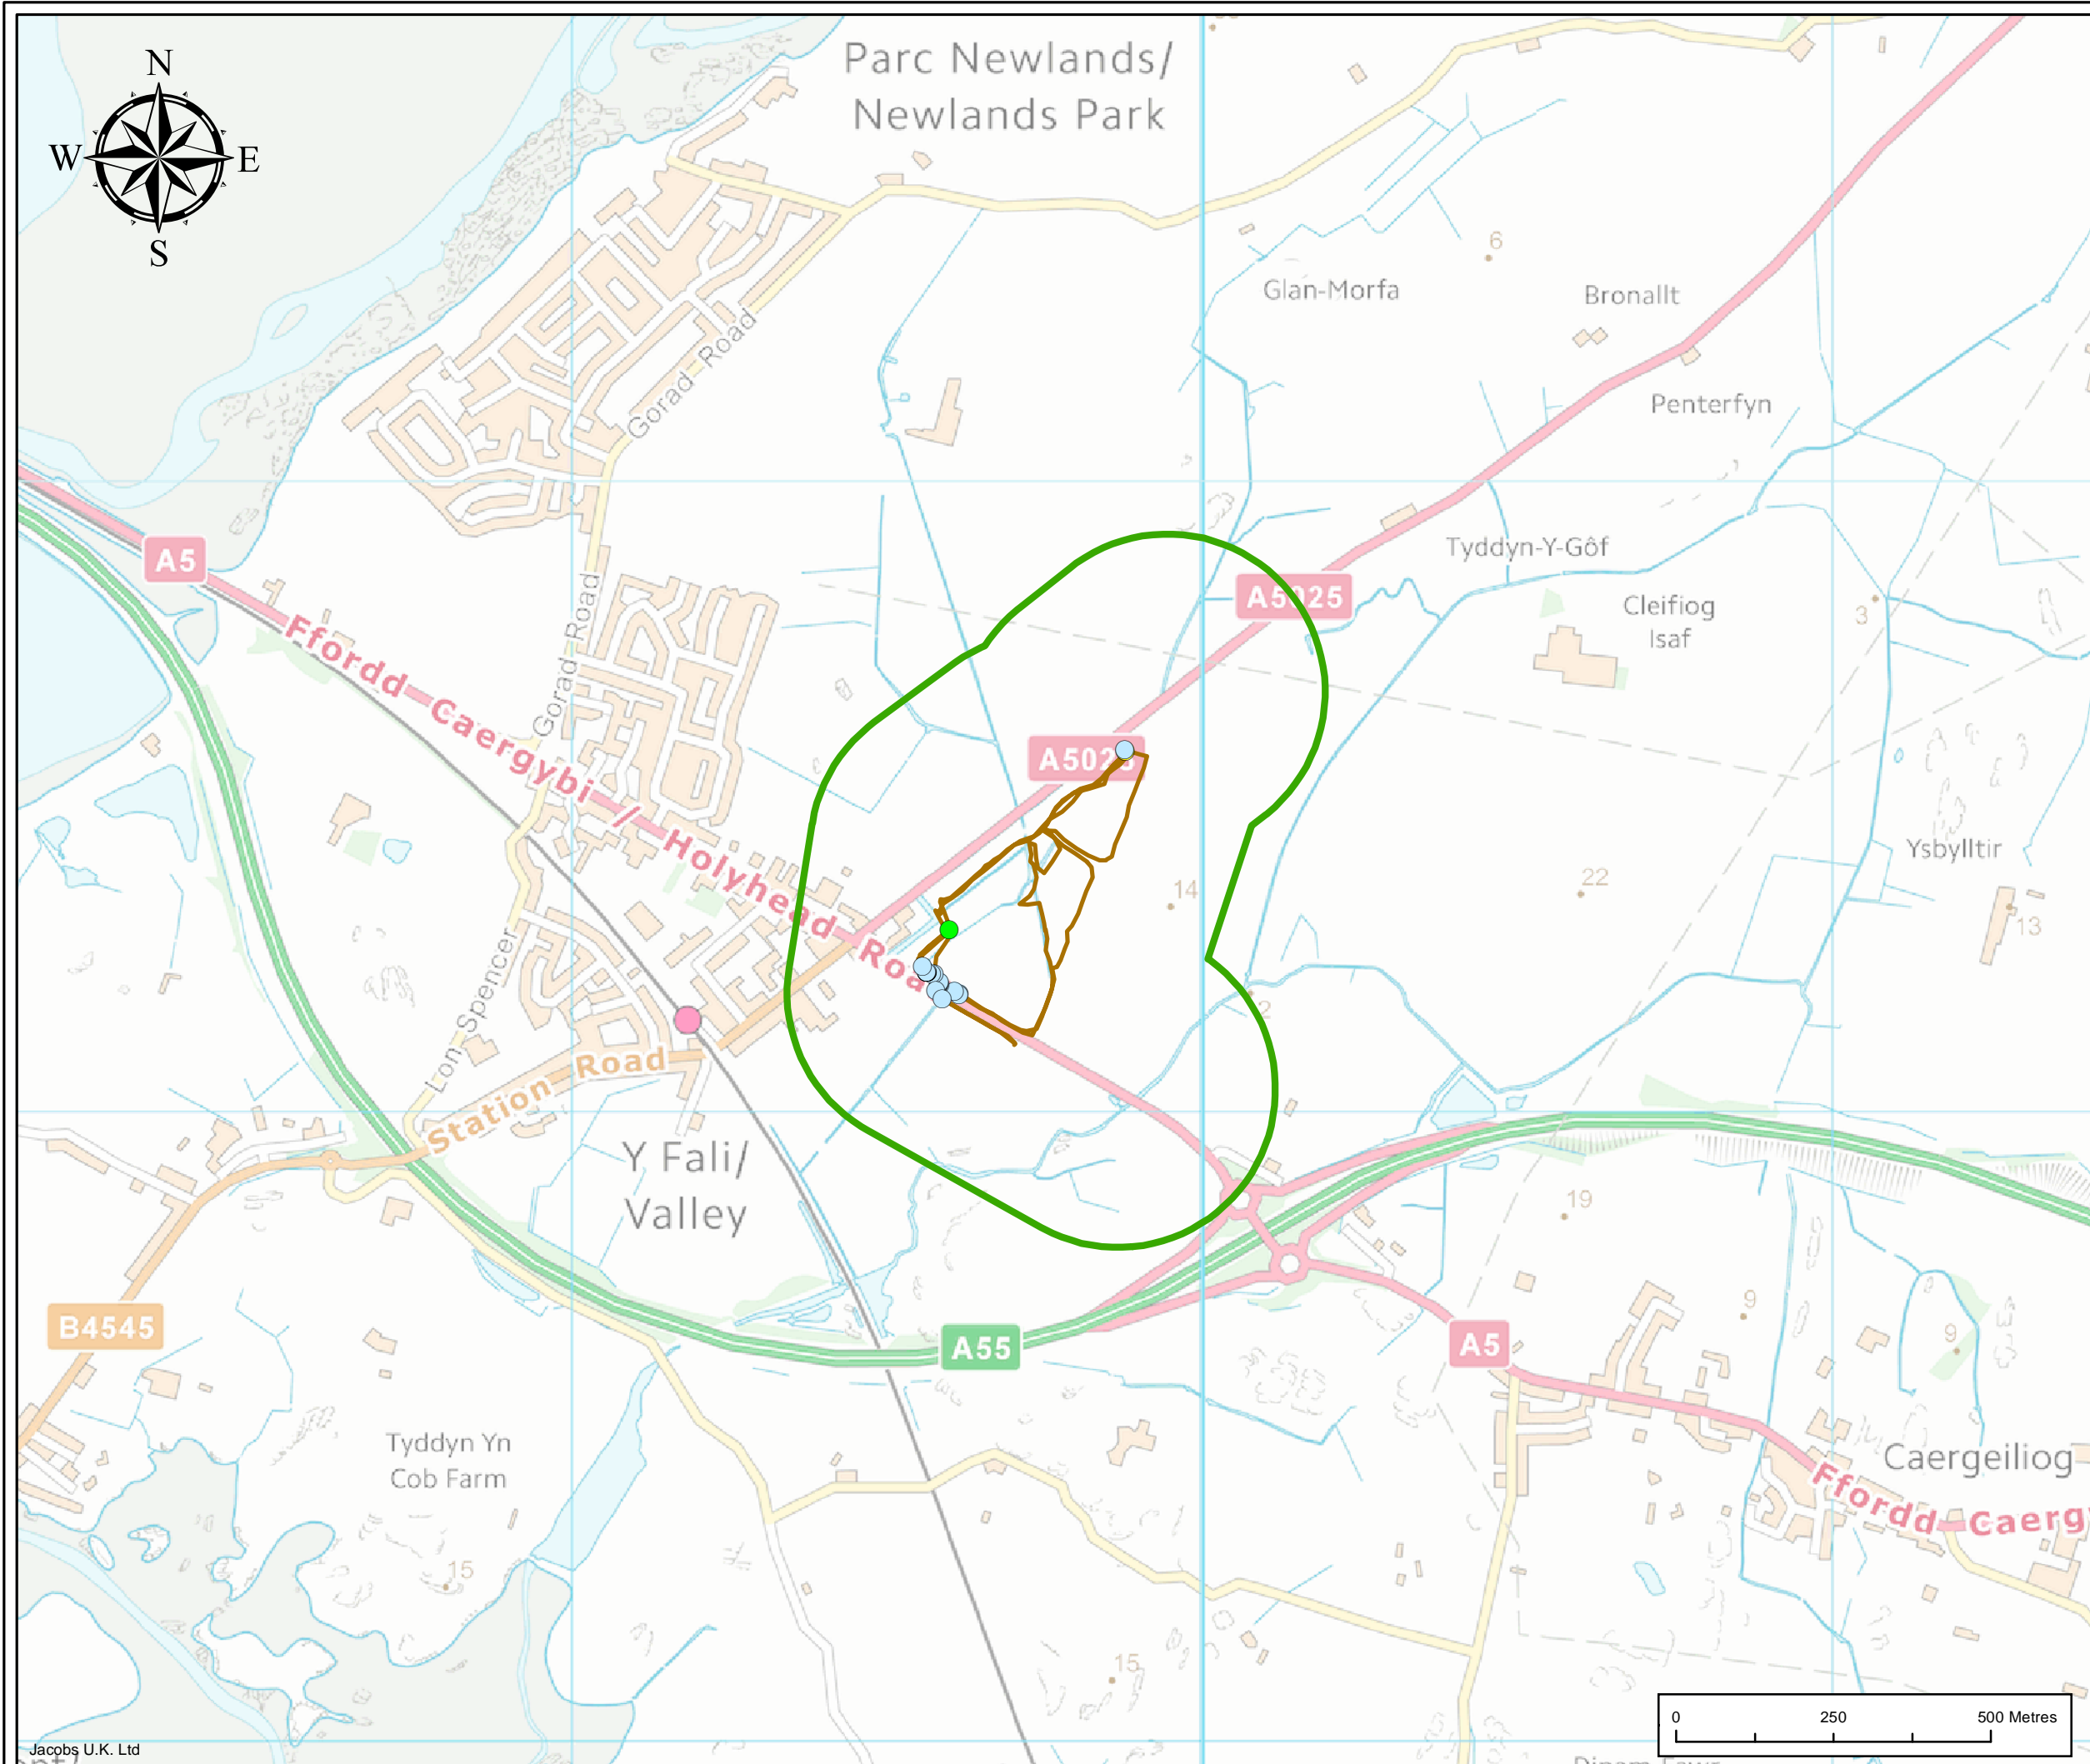 N
W
E
S
Parc Newlands/
Newlands Park
Gorad Road
Glan-Morfa
6
Bronallt
Penterfyn
A5
Ffordd Caergybi / Holyhead Road
Gorad Road
A5025
Tyddyn-Y-Gôf
Cleifiog
Isaf
3
A5025
14
22
Ysbylltir
13
2
Lon Spencer
Station Road
Y Fali/
Valley
19
B4545
A55
A5
9
9
Tyddyn Yn
Cob Farm
Caergeiliog
Ffordd Caerg
15
15
0 250 500 Metres
Jacobs U.K. Ltd